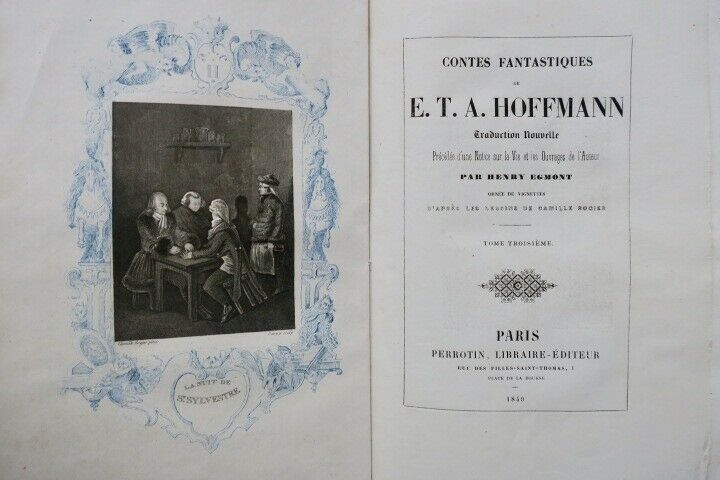 H
LA NUIT DE
St SYLVESTRE
CONTES FANTASTIQUES
DE
E. T. A. HOFFMANN
Traduction Nouvelle
Précédés d'une Notice sur la Vie et les Ouvrages de l'Auteur
PAR HENRY EGMONT
ORNÉE DE VIGNETTES
D'APRÈS LES DESSINS DE CAMILLE ROGIER
TOME TROISIÈME.
PARIS
PERROTIN, LIBRAIRE-ÉDITEUR
RUE DES FILLES-SAINT-THOMAS, 1
PLACE DE LA BOURSE
1840